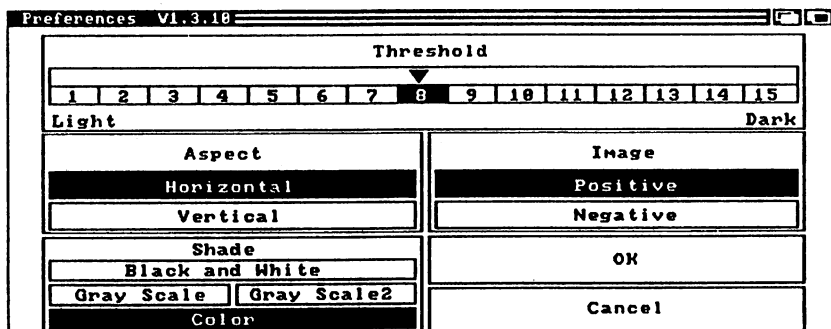 Preferences V1.3.10
Threshold
1 2 3 4 5 6 7 8 9 10 11 12 13 14 15
Light Dark
Aspect
Horizontal
Vertical
Image
Positive
Negative
Shade
Black and White
Gray Scale Gray Scale2
Color
OK
Cancel